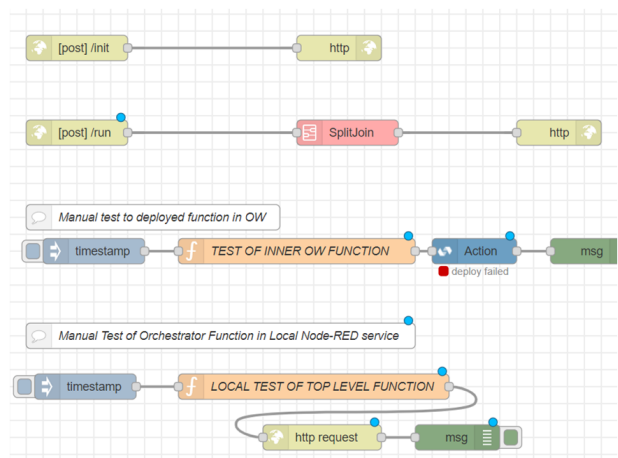 [post] /init
http
[post] /run
SplitJoin
http
Manual test to deployed function in OW
timestamp
TEST OF INNER OW FUNCTION
Action
msg
deploy failed
Manual Test of Orchestrator Function in Local Node-RED service
timestamp
LOCAL TEST OF TOP LEVEL FUNCTION
http request
msg